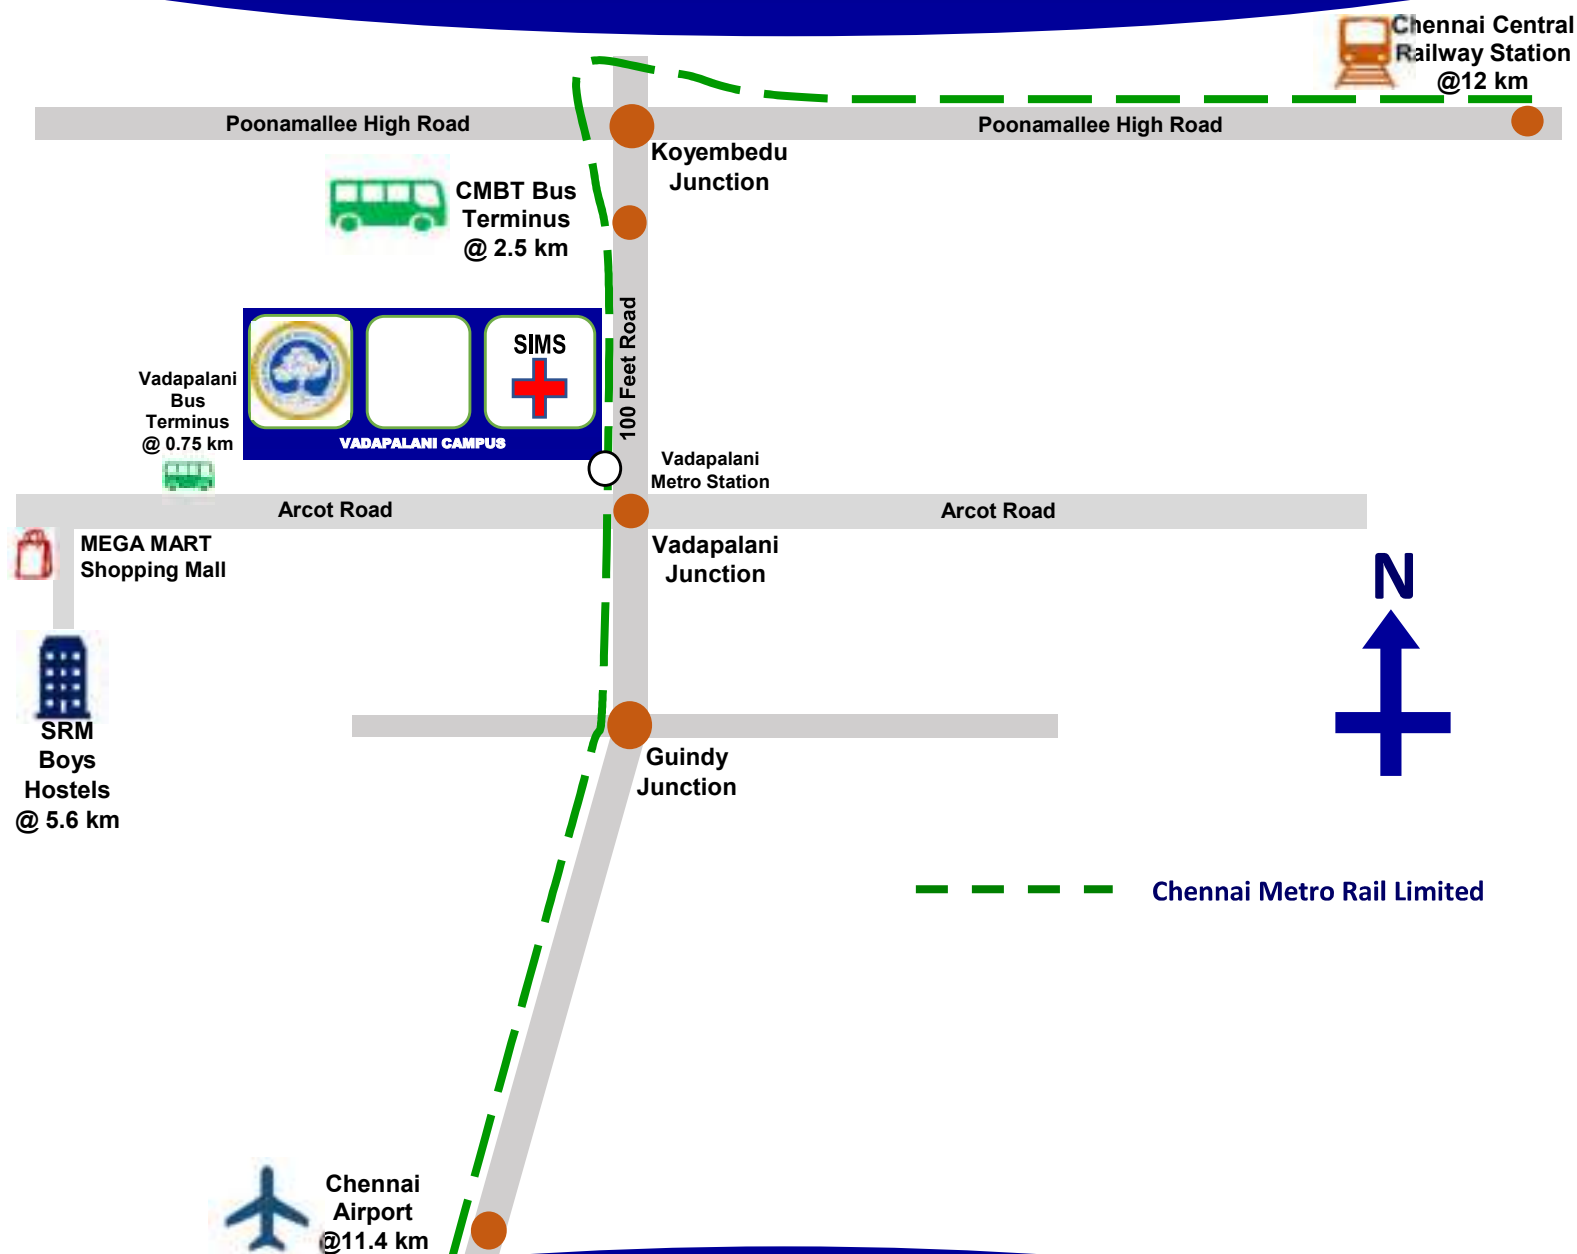 Chennai Central
Railway Station
@12 km
Poonamallee High Road
Poonamallee High Road
Koyembedu
Junction
CMBT Bus
Terminus
@ 2.5 km
100 Feet Road
SIMS
VADAPALANI CAMPUS
Vadapalani
Bus
Terminus
@ 0.75 km
Vadapalani
Metro Station
Arcot Road
Arcot Road
MEGA MART
Shopping Mall
Vadapalani
Junction
N
SRM
Boys
Hostels
@ 5.6 km
Guindy
Junction
Chennai Metro Rail Limited
Chennai
Airport
@11.4 km